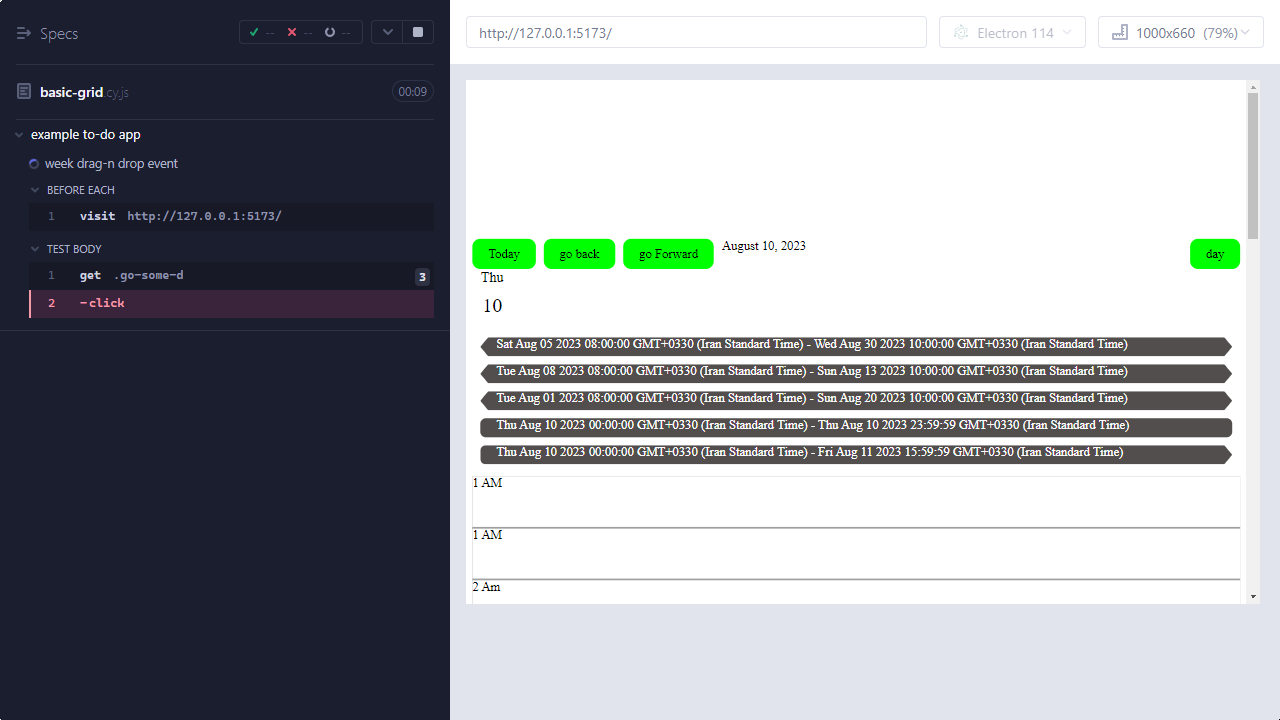 Specs
-- -- --
basic-grid.cy.js 00:09
example to-do app
week drag-n drop event
BEFORE EACH
1 visit http://127.0.0.1:5173/
TEST BODY
1 get .go-some-d 3
2 -click
http://127.0.0.1:5173/ Electron 114 1000x660 (79%)
Today go back go Forward August 10, 2023 day
Thu
10
Sat Aug 05 2023 08:00:00 GMT+0330 (Iran Standard Time) - Wed Aug 30 2023 10:00:00 GMT+0330 (Iran Standard Time)
Tue Aug 08 2023 08:00:00 GMT+0330 (Iran Standard Time) - Sun Aug 13 2023 10:00:00 GMT+0330 (Iran Standard Time)
Tue Aug 01 2023 08:00:00 GMT+0330 (Iran Standard Time) - Sun Aug 20 2023 10:00:00 GMT+0330 (Iran Standard Time)
Thu Aug 10 2023 00:00:00 GMT+0330 (Iran Standard Time) - Thu Aug 10 2023 23:59:59 GMT+0330 (Iran Standard Time)
Thu Aug 10 2023 00:00:00 GMT+0330 (Iran Standard Time) - Fri Aug 11 2023 15:59:59 GMT+0330 (Iran Standard Time)
1 AM
1 AM
2 Am